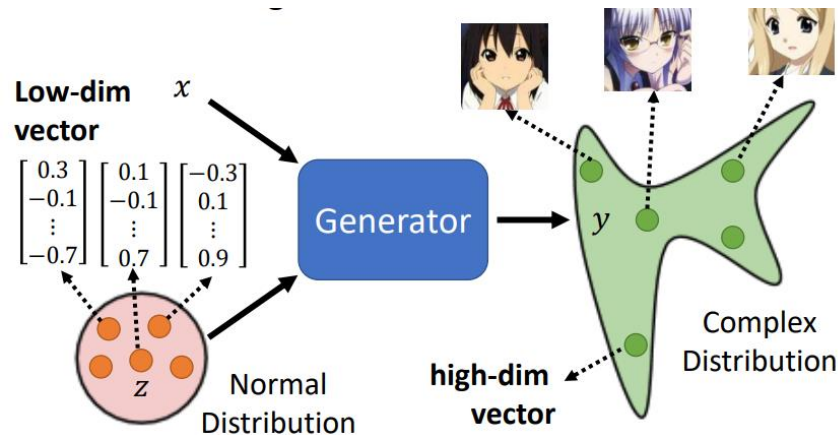 Low-dim
vector
x
[0.3 -0.1 ⋮ -0.7] [0.1 -0.1 ⋮ 0.7] [-0.3 0.1 ⋮ 0.9]
z
Normal
Distribution
Generator
y
high-dim
vector
Complex
Distribution